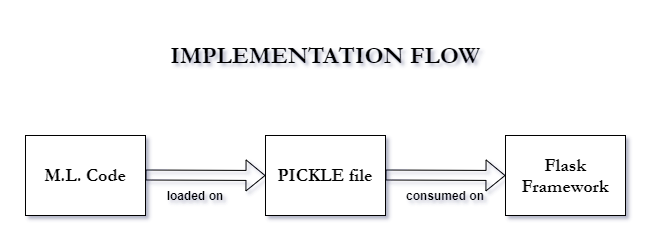 IMPLEMENTATION FLOW
M.L. Code
loaded on
PICKLE file
consumed on
Flask
Framework